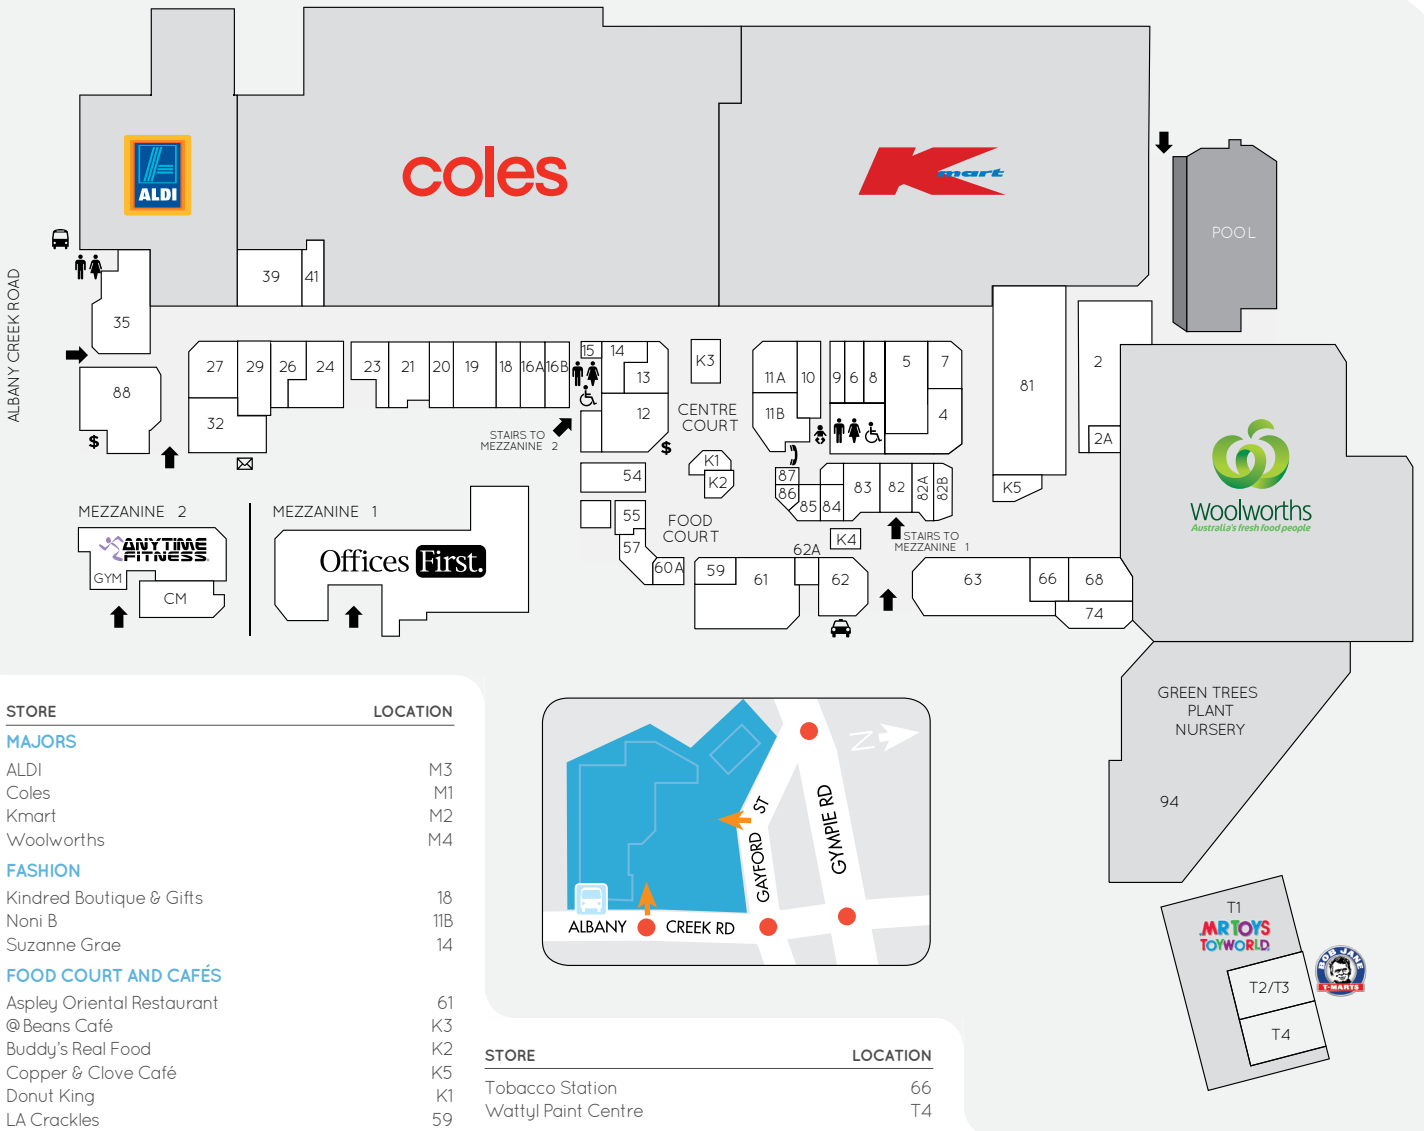 ALDI
coles
Kmart
POOL
ALBANY CREEK ROAD
39
41
35
88
$
27
29
26
24
32
23
21
20
19
18
16A
16B
15
14
13
12
K3
CENTRE
COURT
STAIRS TO
MEZZANINE 2
$
11A
10
11B
9
6
8
5
7
4
81
2
2A
K5
K1
K2
54
55
57
60A
FOOD
COURT
87
86
85
84
83
82
82A
82B
K4
STAIRS TO
MEZZANINE 1
62A
59
61
62
63
66
68
74
Woolworths
Australia's fresh food people
MEZZANINE 2
ANYTIME
FITNESS
GYM
CM
MEZZANINE 1
Offices First.
GREEN TREES
PLANT
NURSERY
94
T1
MR TOYS
TOYWORLD
T2/T3
T4
BOB JANE
T-MARTS
STORE LOCATION
MAJORS
ALDI M3
Coles M1
Kmart M2
Woolworths M4
FASHION
Kindred Boutique & Gifts 18
Noni B 11B
Suzanne Grae 14
FOOD COURT AND CAFÉS
Aspley Oriental Restaurant 61
@Beans Café K3
Buddy's Real Food K2
Copper & Clove Café K5
Donut King K1
LA Crackles 59
N
GAYFORD ST
GYMPIE RD
ALBANY CREEK RD
STORE LOCATION
Tobacco Station 66
Wattyl Paint Centre T4